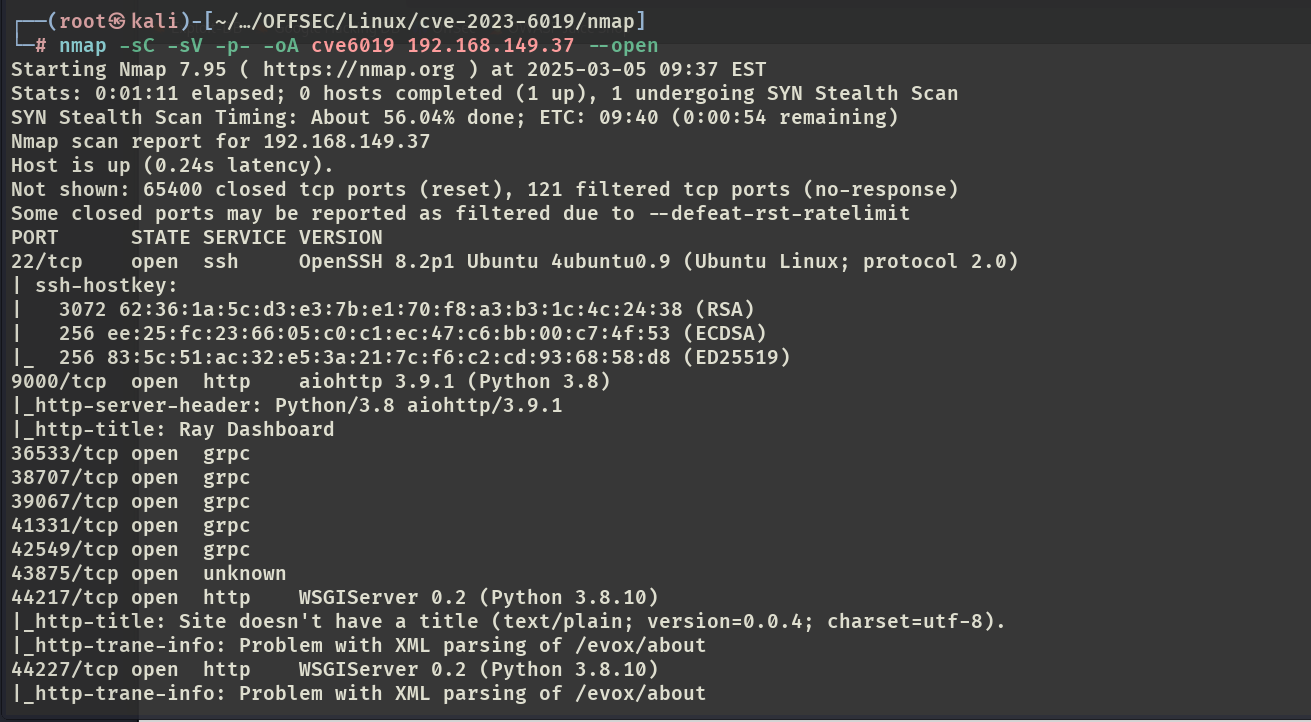 ┌──(root㉿kali)-[~/…/OFFSEC/Linux/cve-2023-6019/nmap]
└─# nmap -sC -sV -p- -oA cve6019 192.168.149.37 --open
Starting Nmap 7.95 ( https://nmap.org ) at 2025-03-05 09:37 EST
Stats: 0:01:11 elapsed; 0 hosts completed (1 up), 1 undergoing SYN Stealth Scan
SYN Stealth Scan Timing: About 56.04% done; ETC: 09:40 (0:00:54 remaining)
Nmap scan report for 192.168.149.37
Host is up (0.24s latency).
Not shown: 65400 closed tcp ports (reset), 121 filtered tcp ports (no-response)
Some closed ports may be reported as filtered due to --defeat-rst-ratelimit
PORT      STATE SERVICE VERSION
22/tcp    open  ssh     OpenSSH 8.2p1 Ubuntu 4ubuntu0.9 (Ubuntu Linux; protocol 2.0)
| ssh-hostkey:
|   3072 62:36:1a:5c:d3:e3:7b:e1:70:f8:a3:b3:1c:4c:24:38 (RSA)
|   256 ee:25:fc:23:66:05:c0:c1:ec:47:c6:bb:00:c7:4f:53 (ECDSA)
|_  256 83:5c:51:ac:32:e5:3a:21:7c:f6:c2:cd:93:68:58:d8 (ED25519)
9000/tcp  open  http    aiohttp 3.9.1 (Python 3.8)
|_http-server-header: Python/3.8 aiohttp/3.9.1
|_http-title: Ray Dashboard
36533/tcp open  grpc
38707/tcp open  grpc
39067/tcp open  grpc
41331/tcp open  grpc
42549/tcp open  grpc
43875/tcp open  unknown
44217/tcp open  http    WSGIServer 0.2 (Python 3.8.10)
|_http-title: Site doesn't have a title (text/plain; version=0.0.4; charset=utf-8).
|_http-trane-info: Problem with XML parsing of /evox/about
44227/tcp open  http    WSGIServer 0.2 (Python 3.8.10)
|_http-trane-info: Problem with XML parsing of /evox/about